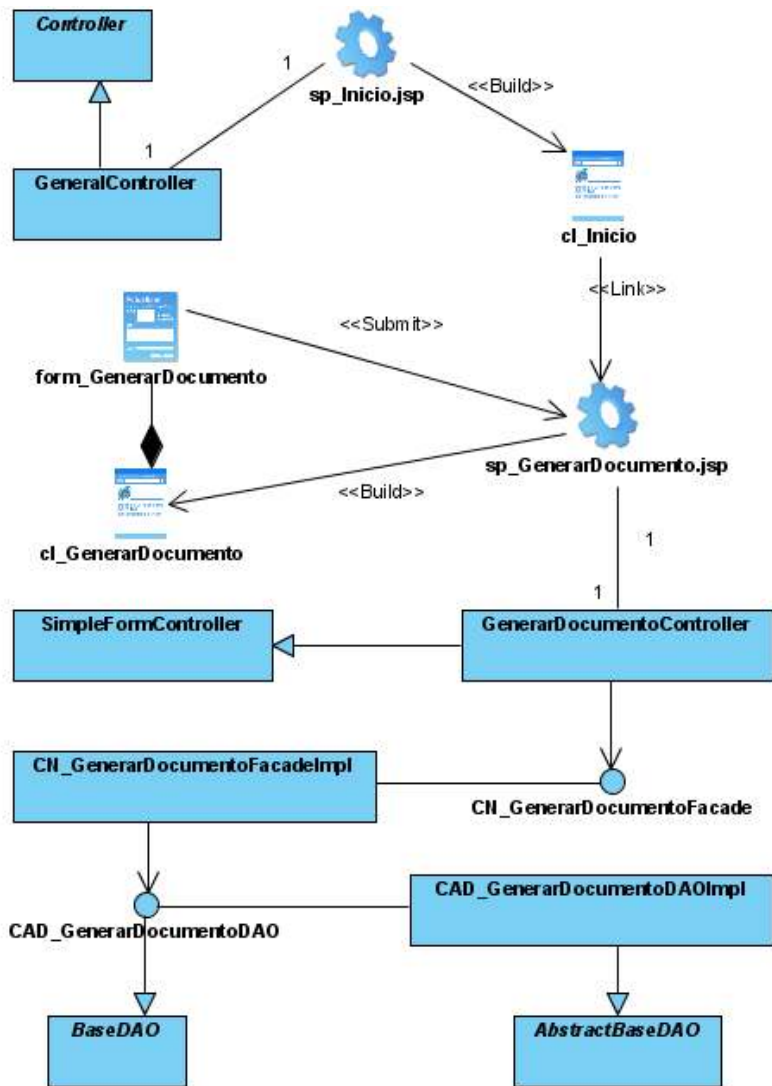 Controller
1
sp_Inicio.jsp
<<Build>>
1
GeneralController
cl_Inicio
<<Link>>
<<Submit>>
form_GenerarDocumento
sp_GenerarDocumento.jsp
<<Build>>
cl_GenerarDocumento
1
1
SimpleFormController
GenerarDocumentoController
CN_GenerarDocumentoFacadeImpl
CN_GenerarDocumentoFacade
CAD_GenerarDocumentoDAOImpl
CAD_GenerarDocumentoDAO
BaseDAO
AbstractBaseDAO